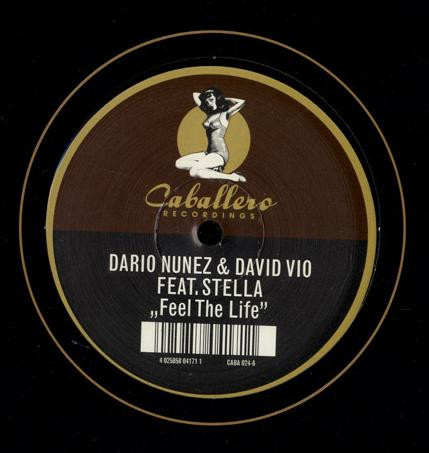 Caballero
RECORDINGS
DARIO NUNEZ & DAVID VIO
FEAT. STELLA
„Feel The Life”
4 025858 04171 1 CABA 024-6